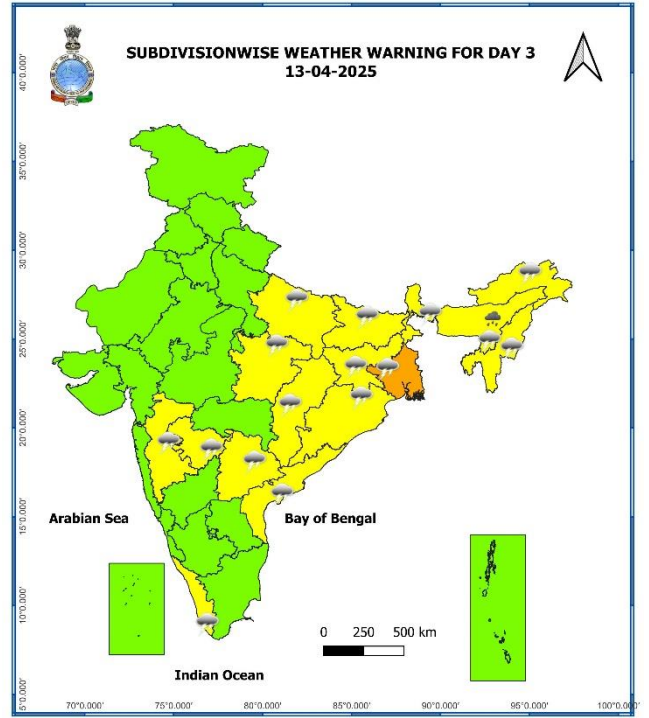 SUBDIVISIONWISE WEATHER WARNING FOR DAY 3
13-04-2025
40°0.000'
35°0.000'
30°0.000'
25°0.000'
20°0.000'
15°0.000'
10°0.000'
5°0.000'
Arabian Sea
Bay of Bengal
0 250 500 km
Indian Ocean
70°0.000' 75°0.000' 80°0.000' 85°0.000' 90°0.000' 95°0.000' 100°0.000'